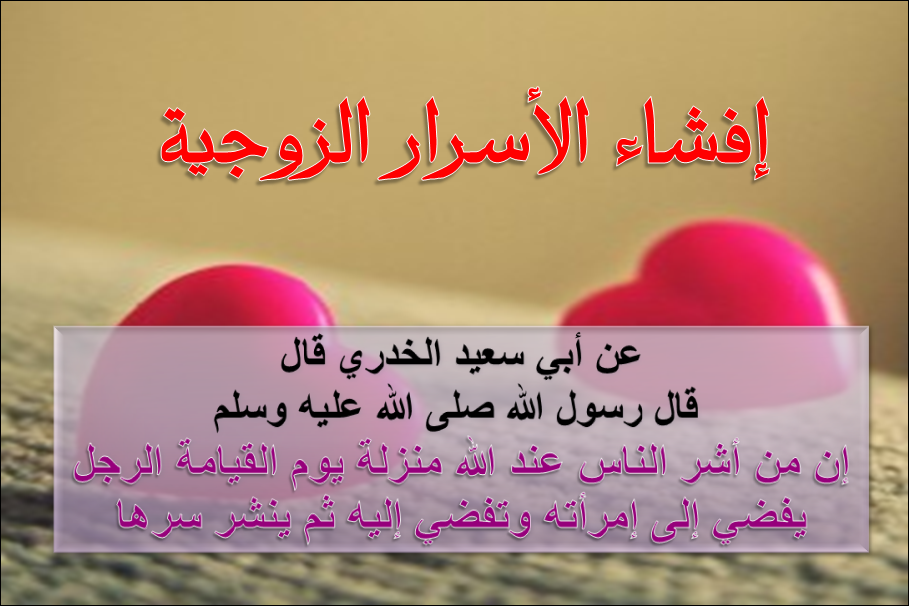 إفشاء الأسرار الزوجية
عن أبي سعيد الخدري قال
قال رسول الله صلى الله عليه وسلم
إن من أشر الناس عند الله منزلة يوم القيامة الرجل
يفضي إلى إمرأته وتفضي إليه ثم ينشر سرها